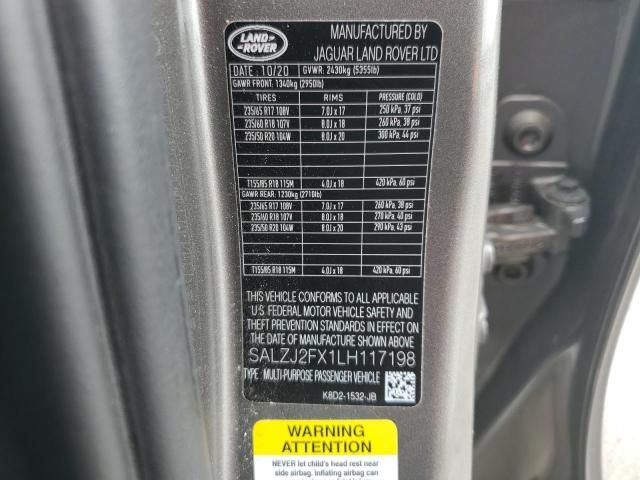 LAND
ROVER
MANUFACTURED BY
JAGUAR LAND ROVER LTD
DATE : 10/20 GVWR: 2430kg (5355lb)
GAWR FRONT: 1340kg (2950lb)
TIRES RIMS PRESSURE (COLD)
235/65 R17 108V 7.0J x 17 250 kPa, 37 psi
235/60 R18 107V 8.0J x 18 260 kPa, 38 psi
235/50 R20 104W 8.0J x 20 300 kPa, 44 psi
T155/85 R18 115M 4.0J x 18 420 kPa, 60 psi
GAWR REAR: 1230kg (2710lb)
235/65 R17 108V 7.0J x 17 260 kPa, 38 psi
235/60 R18 107V 8.0J x 18 270 kPa, 40 psi
235/50 R20 104W 8.0J x 20 290 kPa, 43 psi
T155/85 R18 115M 4.0J x 18 420 kPa, 60 psi
THIS VEHICLE CONFORMS TO ALL APPLICABLE
U.S. FEDERAL MOTOR VEHICLE SAFETY AND
THEFT PREVENTION STANDARDS IN EFFECT ON
THE DATE OF MANUFACTURE SHOWN ABOVE.
SALZJ2FX1LH117198
TYPE: MULTI-PURPOSE PASSENGER VEHICLE
K8D2-1532-JB
WARNING
ATTENTION
NEVER let child's head rest near
side airbag. Inflating airbag can